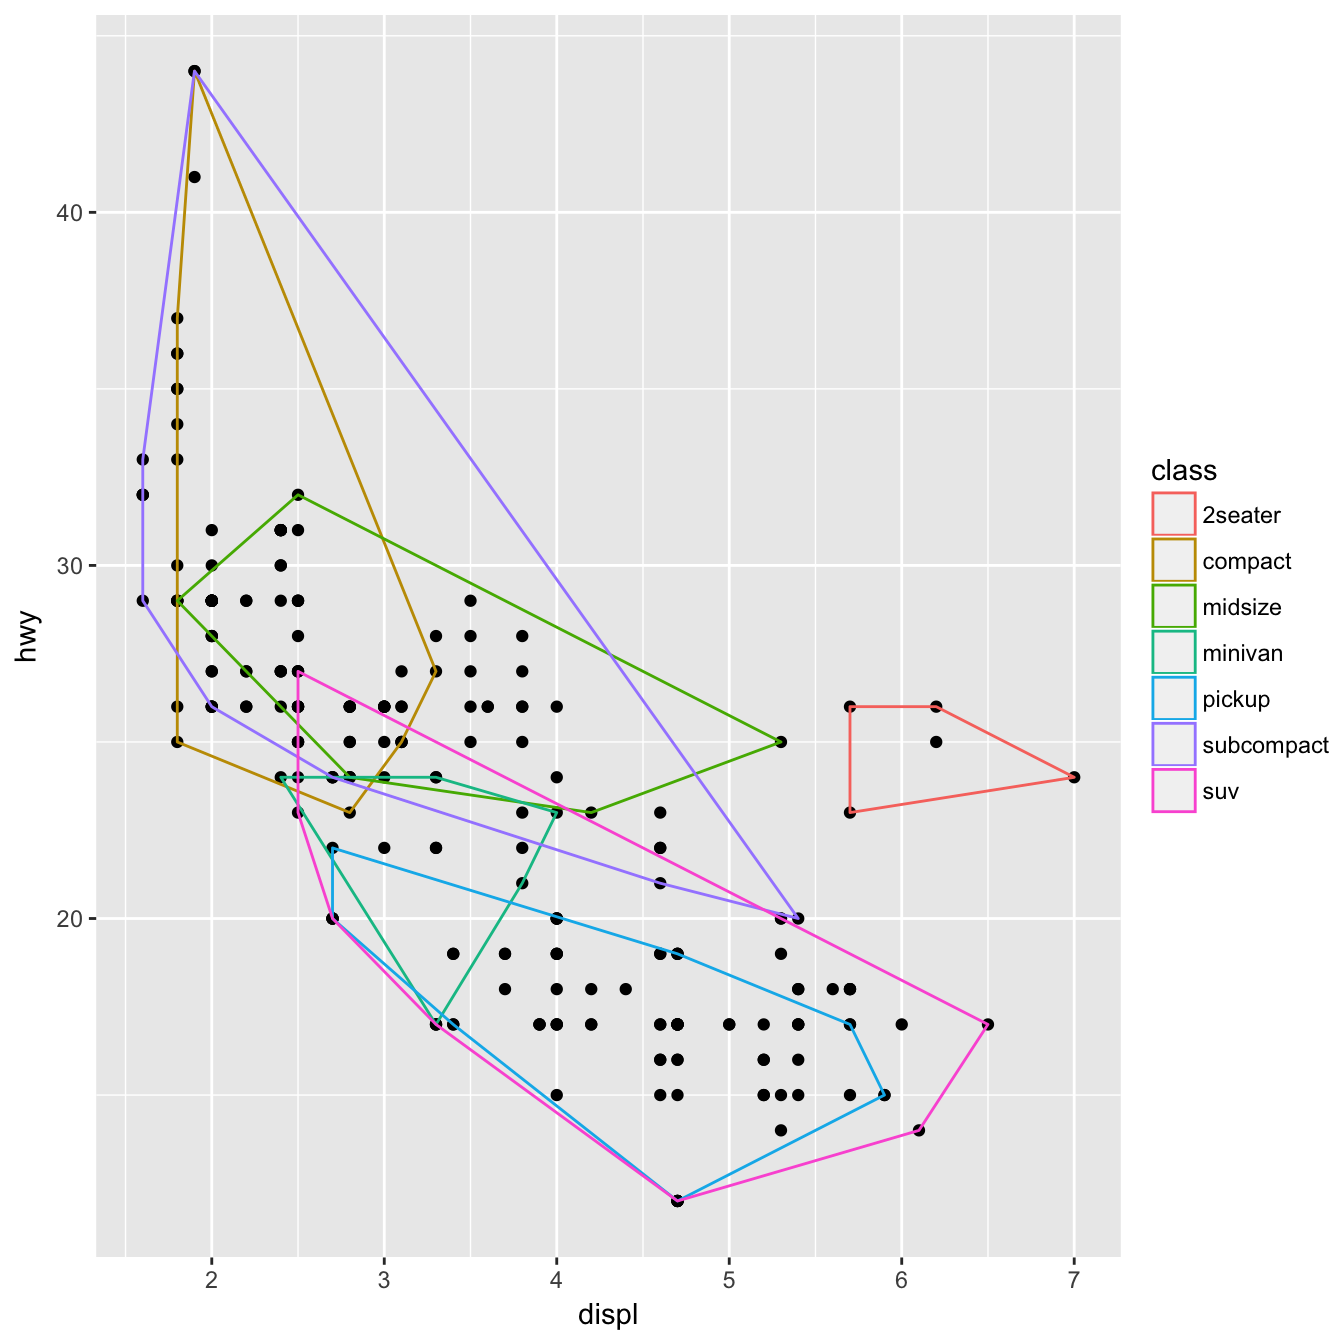 40
30
20
hwy
2 3 4 5 6 7
displ
class
2seater
compact
midsize
minivan
pickup
subcompact
suv